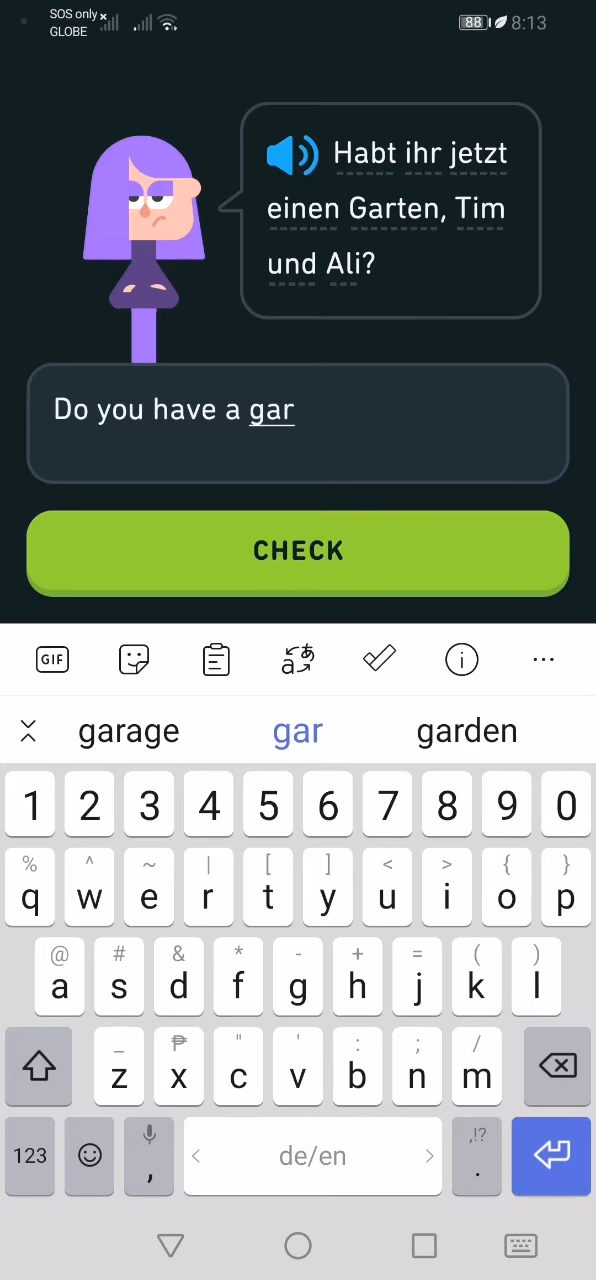 SOS only
GLOBE
88 8:13
Habt ihr jetzt
einen Garten, Tim
und Ali?
Do you have a gar
CHECK
GIF
garage gar garden
1 2 3 4 5 6 7 8 9 0
% ^ ~ | [ ] < > { }
q w e r t y u i o p
@ # & * - + = ( )
a s d f g h j k l
_ ₱ " ' : ; /
z x c v b n m
123 , < de/en > ,!? .